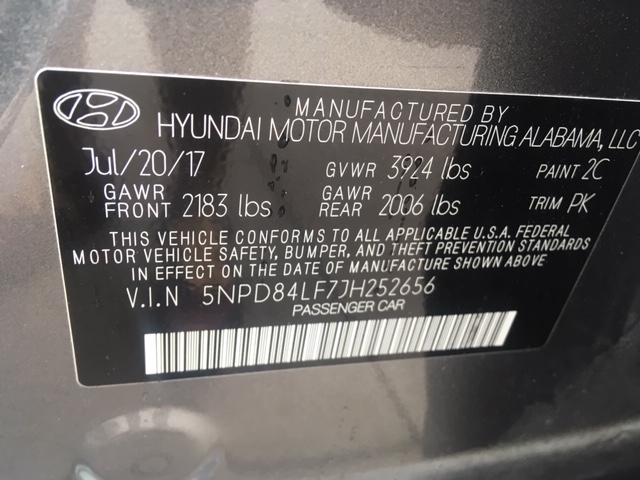 MANUFACTURED BY
HYUNDAI MOTOR MANUFACTURING ALABAMA, LLC
Jul/20/17 GVWR 3924 lbs PAINT 2C
GAWR FRONT 2183 lbs GAWR REAR 2006 lbs TRIM PK
THIS VEHICLE CONFORMS TO ALL APPLICABLE U.S.A. FEDERAL
MOTOR VEHICLE SAFETY, BUMPER, AND THEFT PREVENTION STANDARDS
IN EFFECT ON THE DATE OF MANUFACTURE SHOWN ABOVE
V.I.N 5NPD84LF7JH252656
PASSENGER CAR